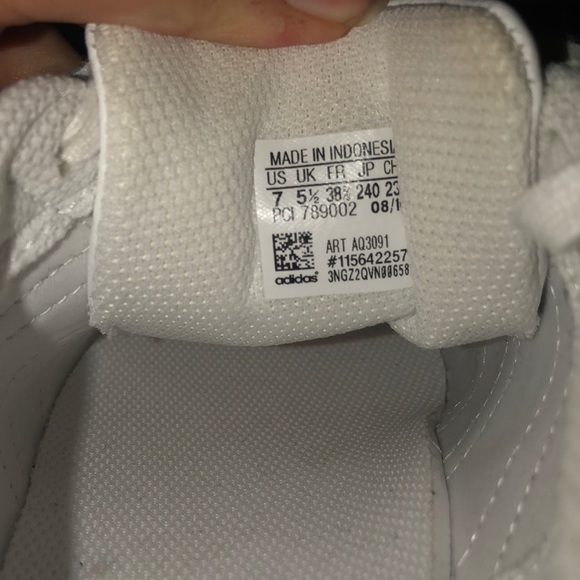 MADE IN INDONESI
US UK FR JP CH
7 5½ 38⅔ 240 23
PCI 789002 08/1
ART AQ3091
#115642257
adidas 3NGZ2QVN00658